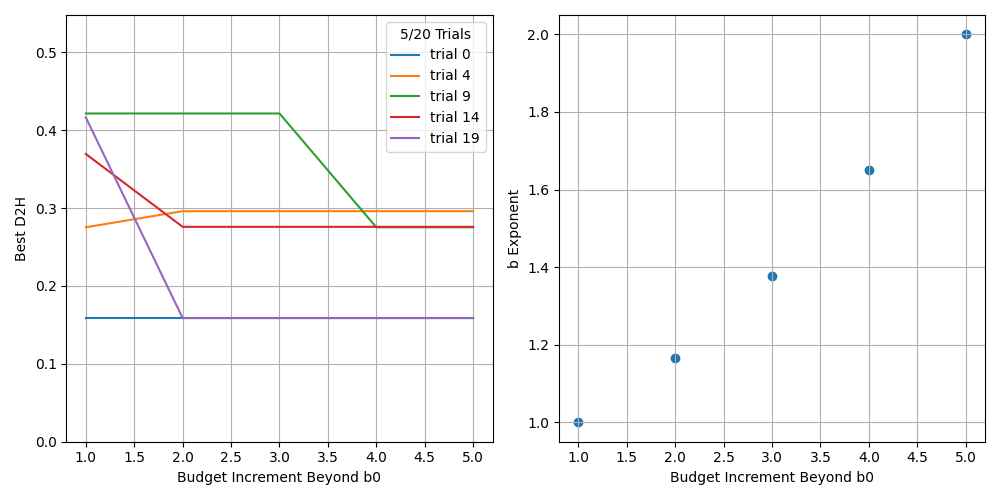 5/20 Trials
trial 0
trial 4
trial 9
trial 14
trial 19
Best D2H
0.5
0.4
0.3
0.2
0.1
0.0
1.0 1.5 2.0 2.5 3.0 3.5 4.0 4.5 5.0
Budget Increment Beyond b0
b Exponent
2.0
1.8
1.6
1.4
1.2
1.0
1.0 1.5 2.0 2.5 3.0 3.5 4.0 4.5 5.0
Budget Increment Beyond b0